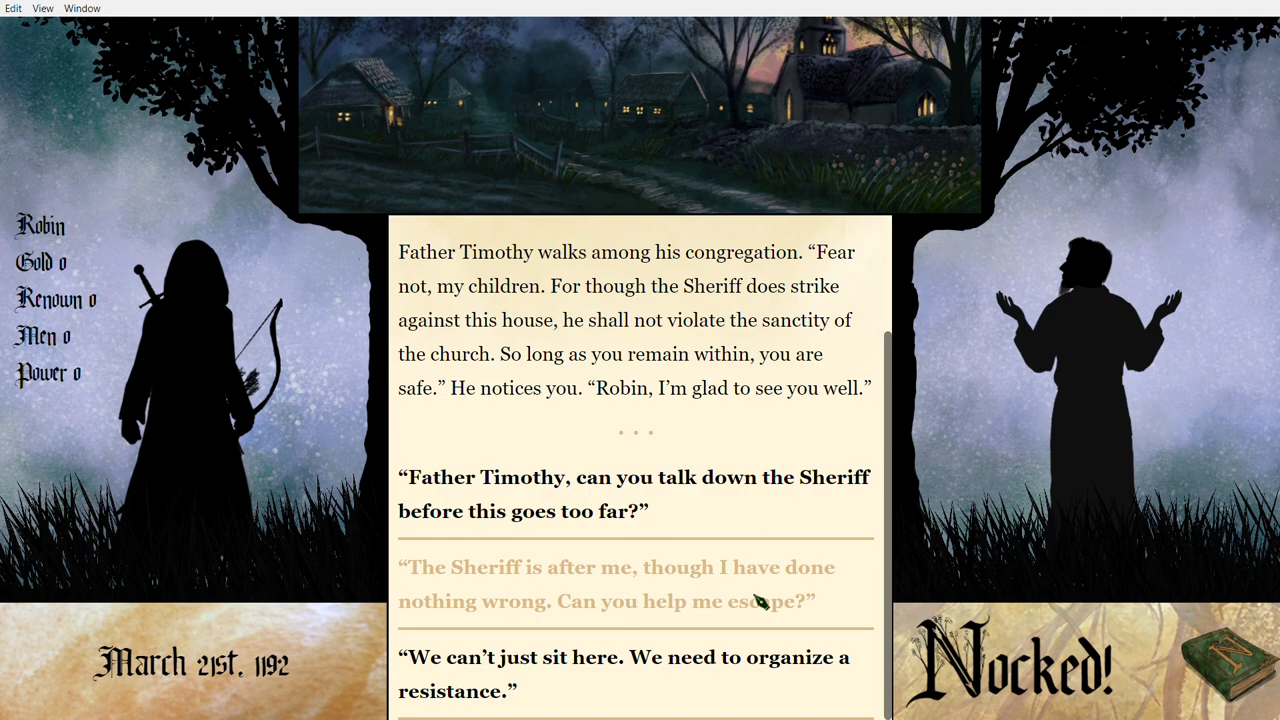 Edit View Window
Robin
Gold 0
Renown 0
Men 0
Power 0
Father Timothy walks among his congregation. “Fear
not, my children. For though the Sheriff does strike
against this house, he shall not violate the sanctity of
the church. So long as you remain within, you are
safe.” He notices you. “Robin, I’m glad to see you well.”
• • •
“Father Timothy, can you talk down the Sheriff
before this goes too far?”
“The Sheriff is after me, though I have done
nothing wrong. Can you help me escape?”
“We can’t just sit here. We need to organize a
resistance.”
March 21st, 1192
Nocked!
N